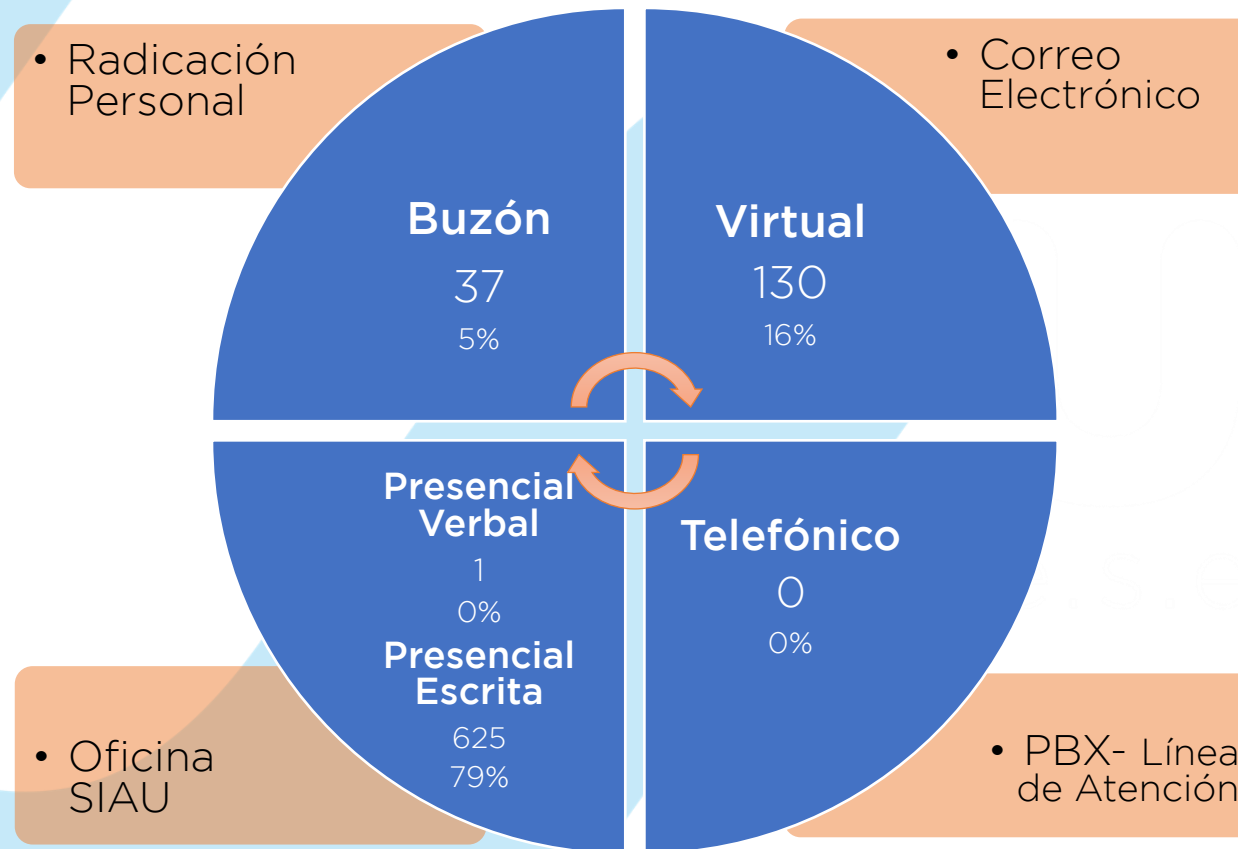 • Radicación
Personal
• Correo
Electrónico
Buzón
37
5%
Virtual
130
16%
Presencial
Verbal
1
0%
Presencial
Escrita
625
79%
Telefónico
0
0%
• Oficina
SIAU
• PBX- Línea
de Atención